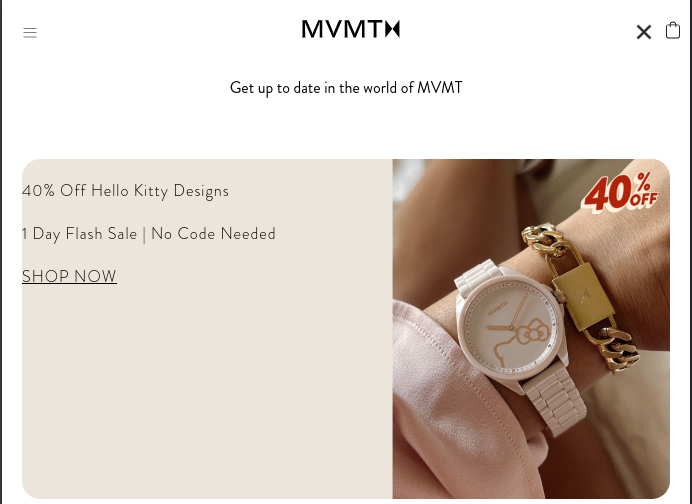 MVMT
Get up to date in the world of MVMT
40% Off Hello Kitty Designs
1 Day Flash Sale | No Code Needed
SHOP NOW
40% OFF
MVMT